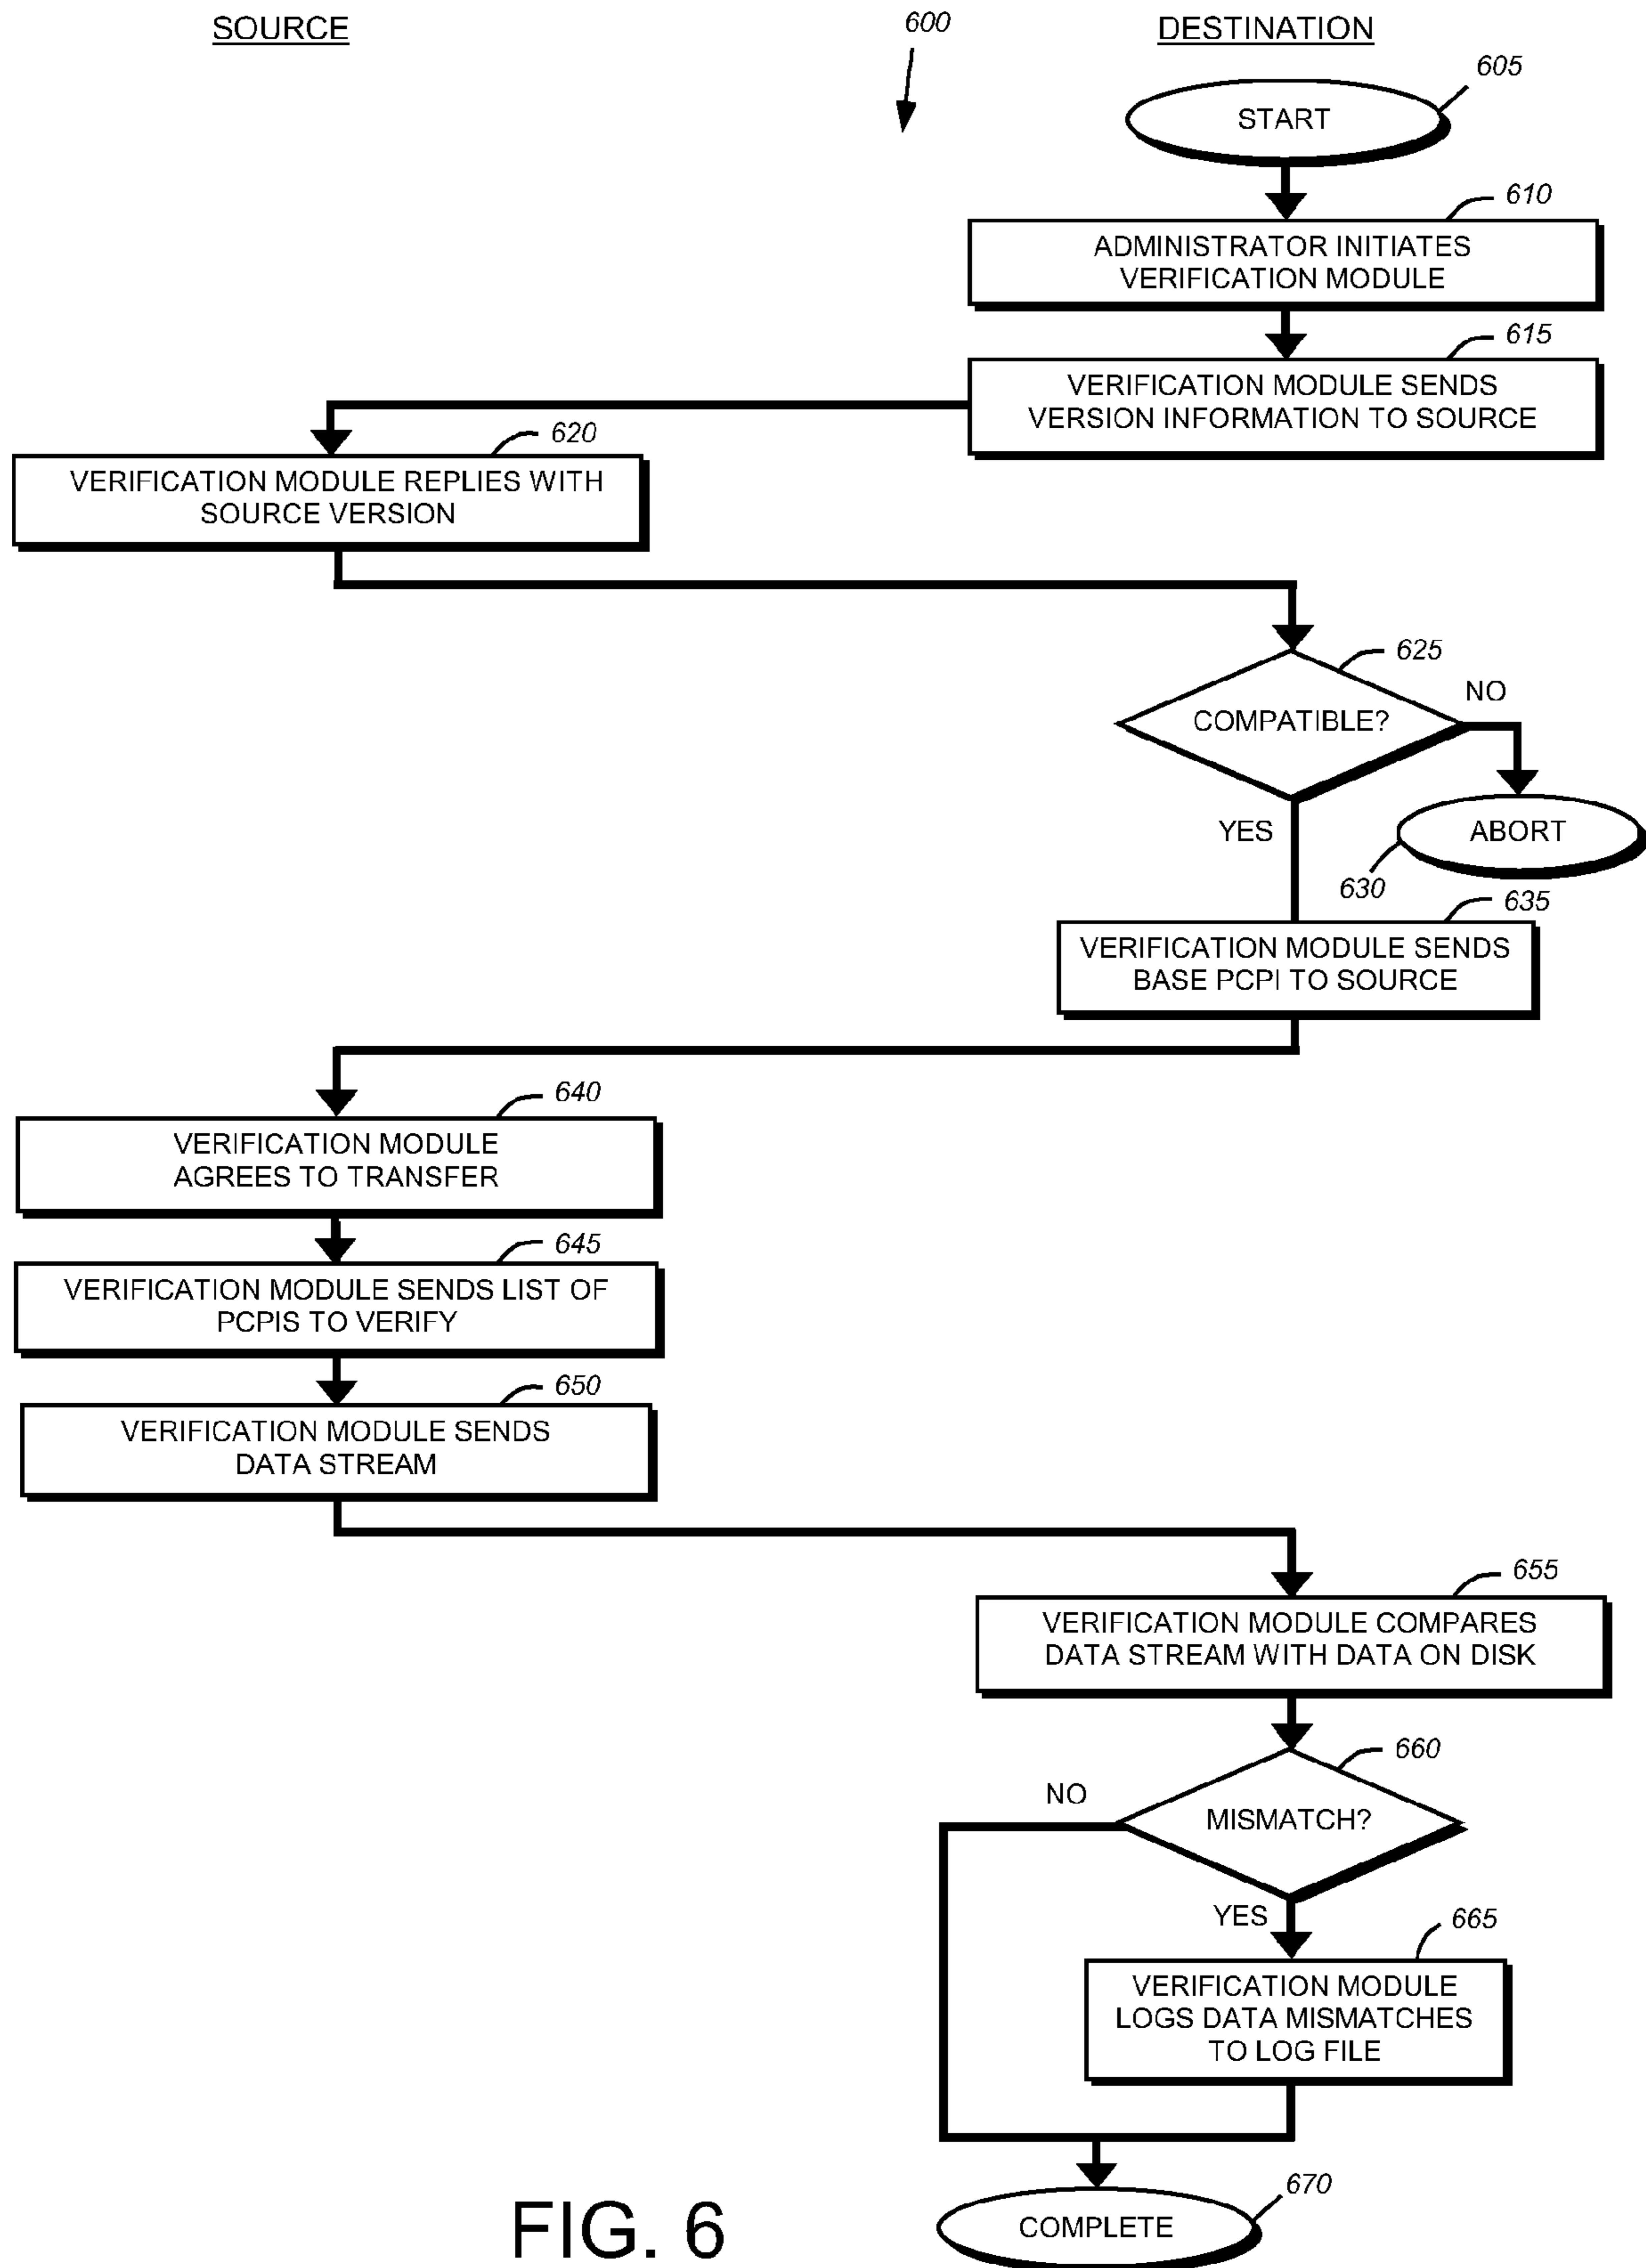 SOURCE
600
DESTINATION
605
START
610
ADMINISTRATOR INITIATES
VERIFICATION MODULE
615
VERIFICATION MODULE SENDS
VERSION INFORMATION TO SOURCE
620
VERIFICATION MODULE REPLIES WITH
SOURCE VERSION
625
COMPATIBLE?
NO
YES
ABORT
630
635
VERIFICATION MODULE SENDS
BASE PCPI TO SOURCE
640
VERIFICATION MODULE
AGREES TO TRANSFER
645
VERIFICATION MODULE SENDS LIST OF
PCPIS TO VERIFY
650
VERIFICATION MODULE SENDS
DATA STREAM
655
VERIFICATION MODULE COMPARES
DATA STREAM WITH DATA ON DISK
660
NO
MISMATCH?
YES
665
VERIFICATION MODULE
LOGS DATA MISMATCHES
TO LOG FILE
670
COMPLETE
FIG. 6